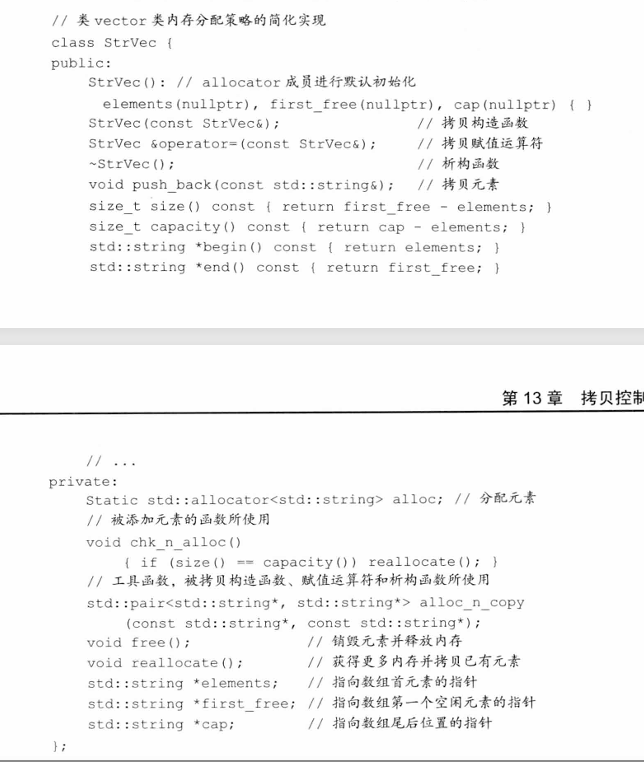 // 类 vector 类内存分配策略的简化实现
class StrVec {
public:
StrVec(): // allocator 成员进行默认初始化
elements(nullptr), first_free(nullptr), cap(nullptr) { }
StrVec(const StrVec&); // 拷贝构造函数
StrVec &operator=(const StrVec&); // 拷贝赋值运算符
~StrVec(); // 析构函数
void push_back(const std::string&); // 拷贝元素
size_t size() const { return first_free - elements; }
size_t capacity() const { return cap - elements; }
std::string *begin() const { return elements; }
std::string *end() const { return first_free; }
第 13 章 拷贝控制
// ...
private:
Static std::allocator<std::string> alloc; // 分配元素
// 被添加元素的函数所使用
void chk_n_alloc()
{ if (size() == capacity()) reallocate(); }
// 工具函数，被拷贝构造函数、赋值运算符和析构函数所使用
std::pair<std::string*, std::string*> alloc_n_copy
(const std::string*, const std::string*);
void free(); // 销毁元素并释放内存
void reallocate(); // 获得更多内存并拷贝已有元素
std::string *elements; // 指向数组首元素的指针
std::string *first_free; // 指向数组第一个空闲元素的指针
std::string *cap; // 指向数组尾后位置的指针
};